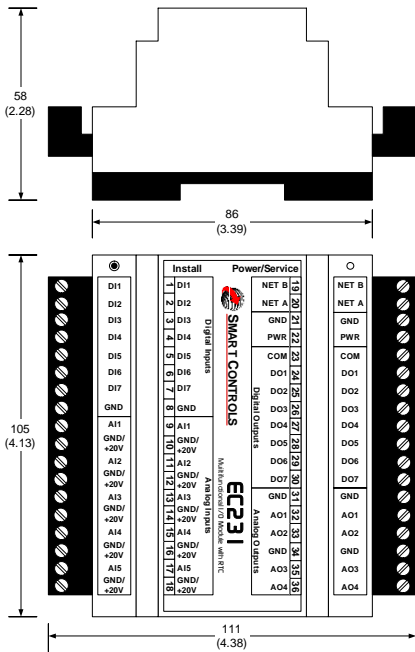 58
(2.28)
86
(3.39)
105
(4.13)
111
(4.38)
Install
Power/Service
DI1
DI2
DI3
DI4
DI5
DI6
DI7
GND
AI1
GND/
+20V
AI2
GND/
+20V
AI3
GND/
+20V
AI4
GND/
+20V
AI5
GND/
+20V
1 DI1
2 DI2
3 DI3
4 DI4
5 DI5
6 DI6
7 DI7
8 GND
9 AI1
10 GND/
+20V
11 AI2
12 GND/
+20V
13 AI3
14 GND/
+20V
15 AI4
16 GND/
+20V
17 AI5
18 GND/
+20V
Digital Inputs
Analog Inputs
SMART CONTROLS
EC231
Multifunctional I/O Module with RTC
Digital Outputs
Analog Outputs
NET B 19
NET A 20
GND 21
PWR 22
COM 23
DO1 24
DO2 25
DO3 26
DO4 27
DO5 28
DO6 29
DO7 30
GND 31
AO1 32
AO2 33
GND 34
AO3 35
AO4 36
NET B
NET A
GND
PWR
COM
DO1
DO2
DO3
DO4
DO5
DO6
DO7
GND
AO1
AO2
GND
AO3
AO4